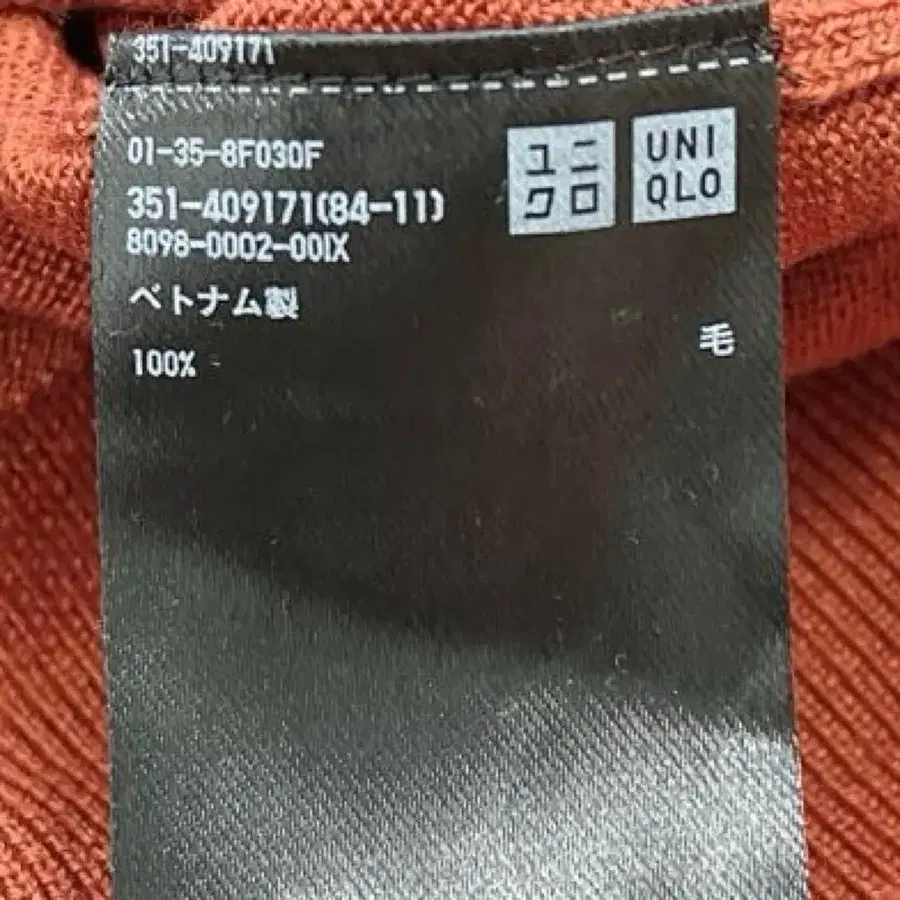 351-409171
01-35-8F030F
ユニ
クロ
UNI
QLO
351-409171(84-11)
8098-0002-00IX
ベトナム製
毛
100%